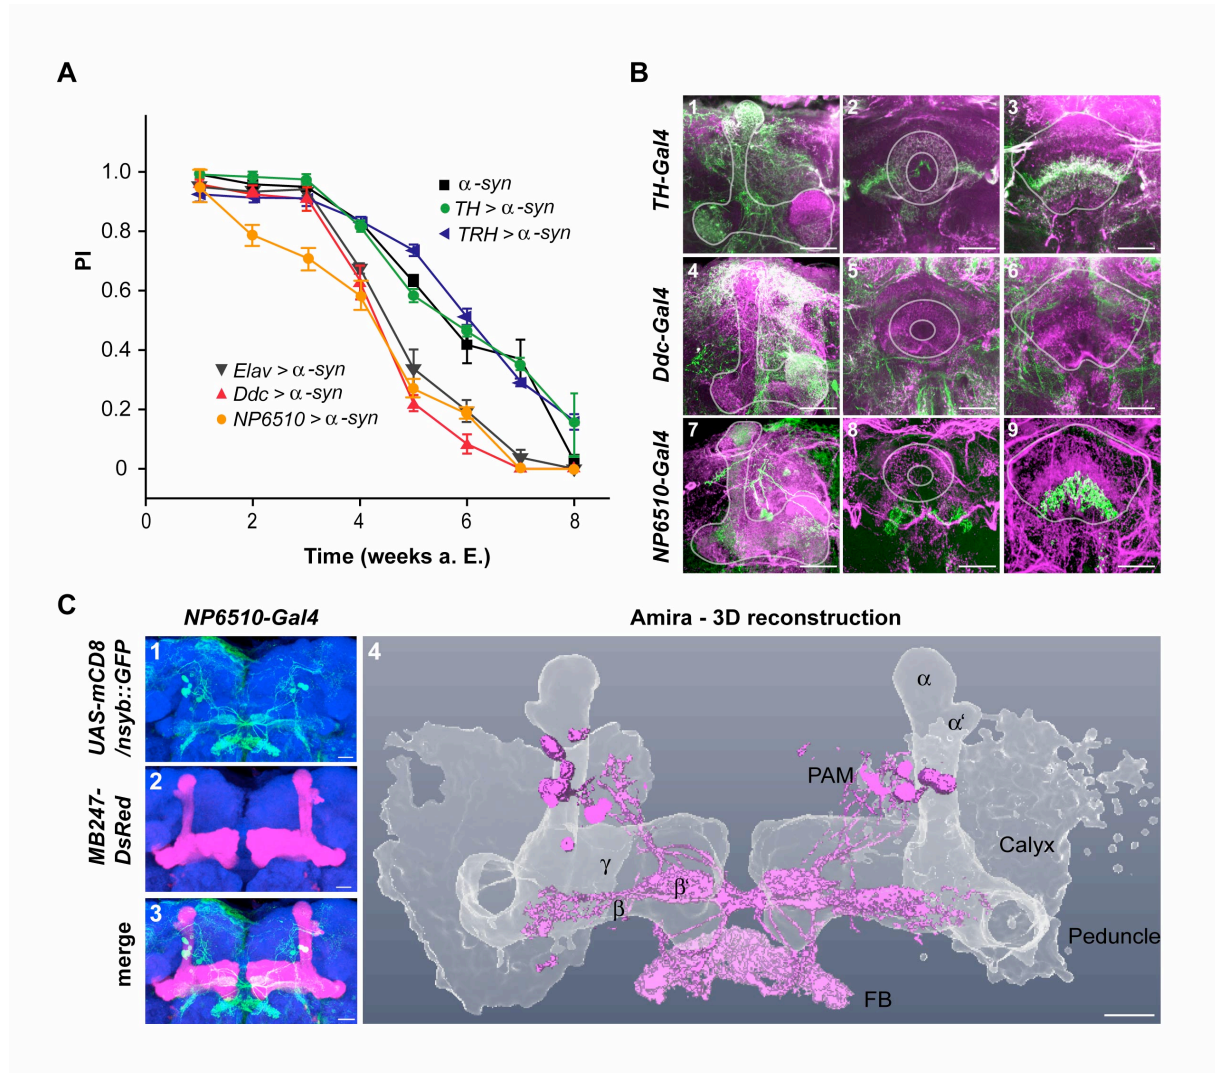 A
PI
1.0
0.8
0.6
0.4
0.2
0
0
2
4
6
8
Time (weeks a. E.)
α-syn
TH > α-syn
TRH > α-syn
Elav > α-syn
Ddc > α-syn
NP6510 > α-syn
B
TH-Gal4
1
2
3
Ddc-Gal4
4
5
6
NP6510-Gal4
7
8
9
C
NP6510-Gal4
UAS-mCD8
/nsyb::GFP
1
MB247-
DsRed
2
merge
3
Amira - 3D reconstruction
4
α
α‘
PAM
Calyx
γ
β‘
β
Peduncle
FB